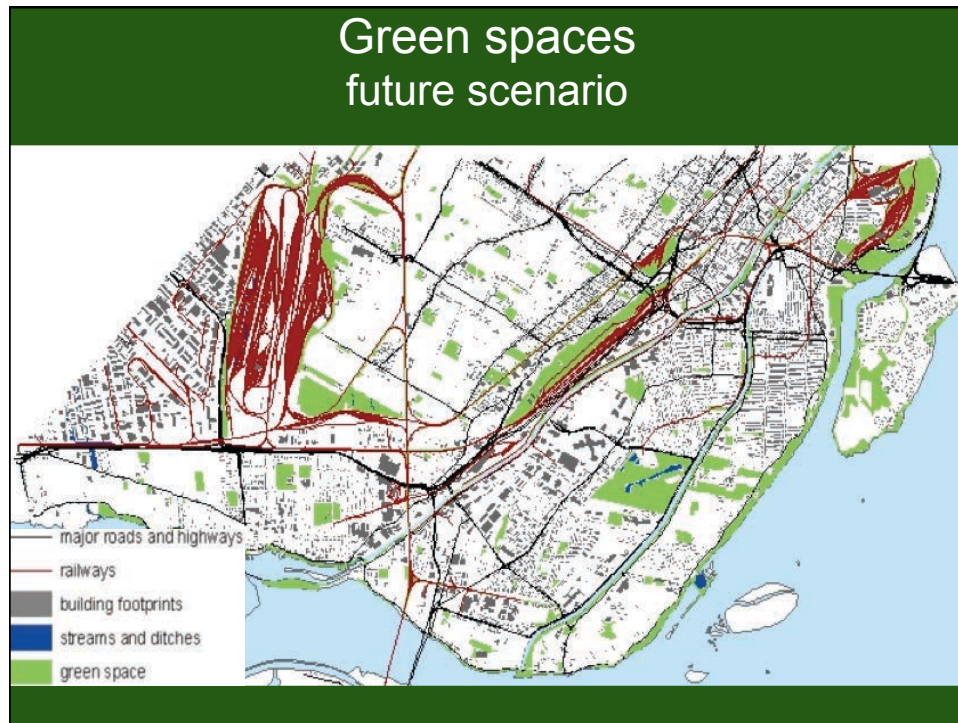 Green spaces
future scenario
major roads and highways
railways
building footprints
streams and ditches
green space